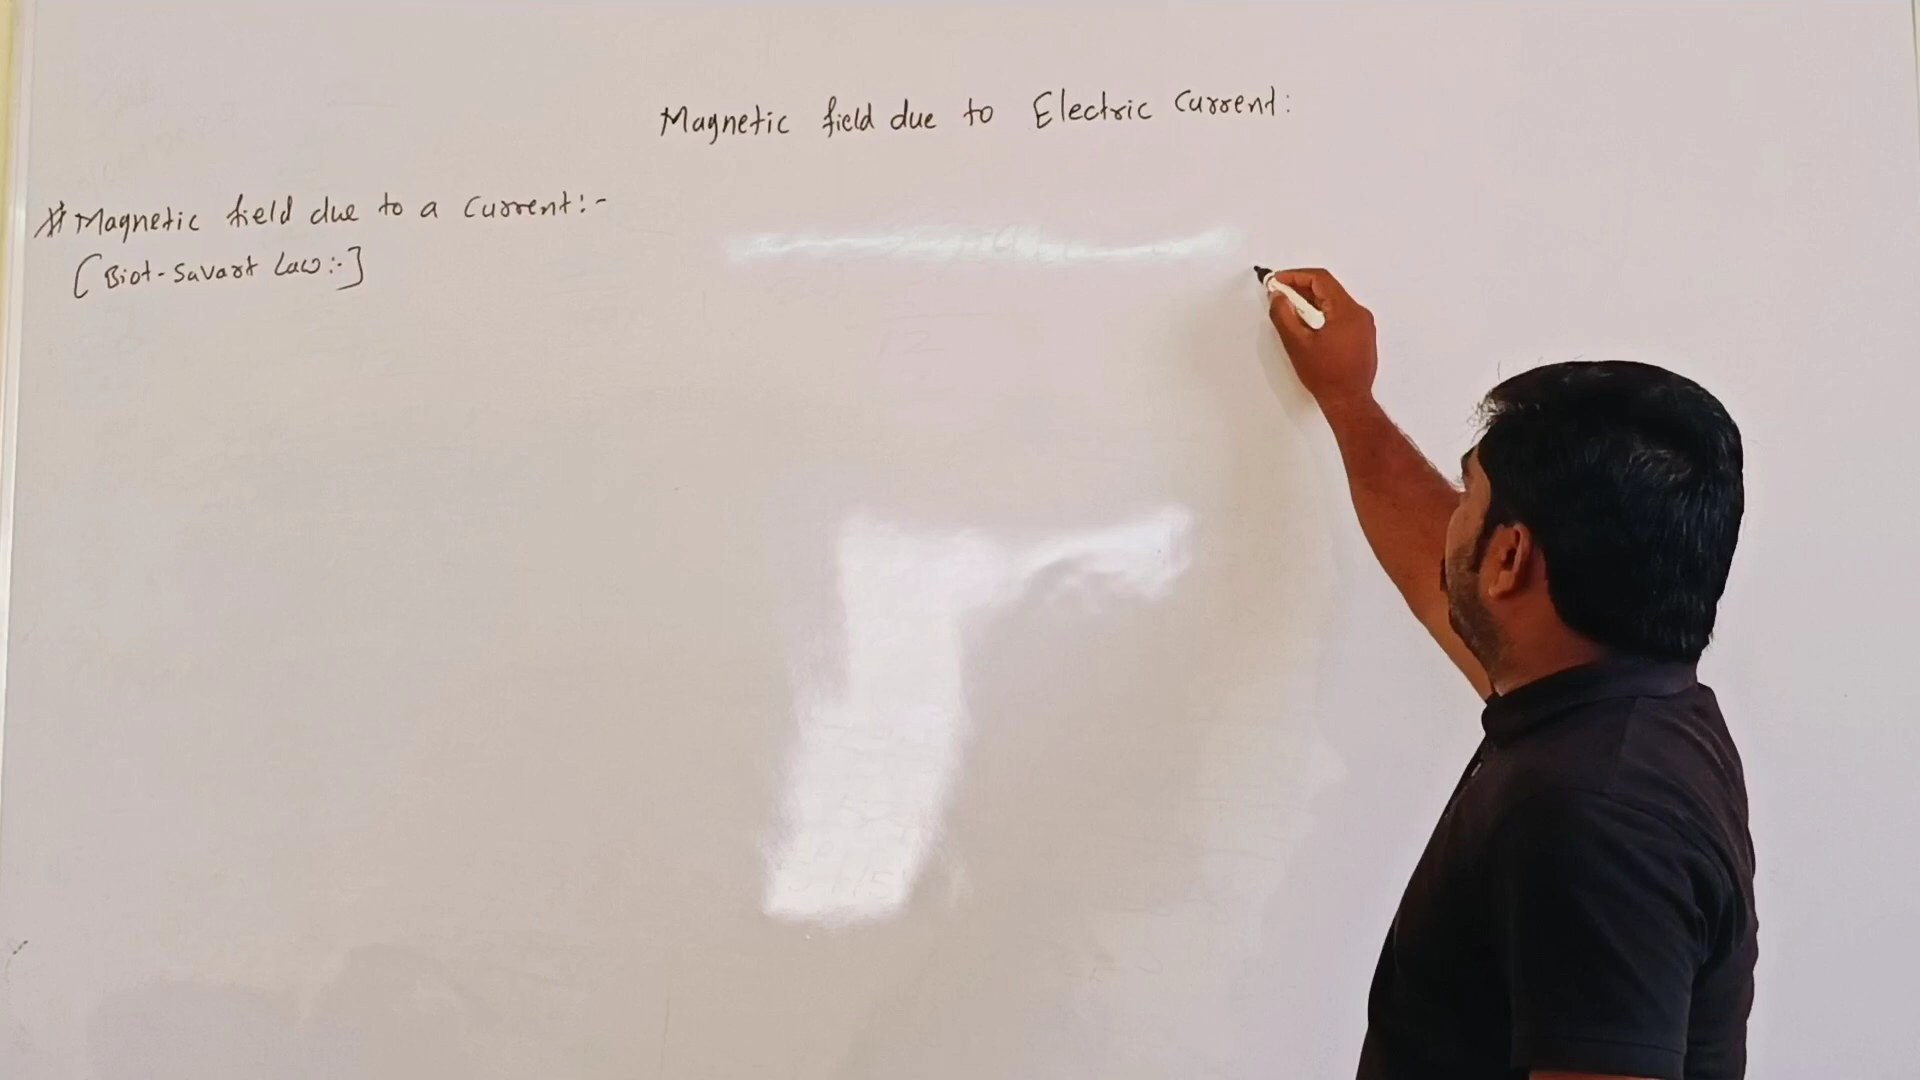 Magnetic field due to Electric Current:
# Magnetic field due to a Current:-
[Biot-Savart Law:-]